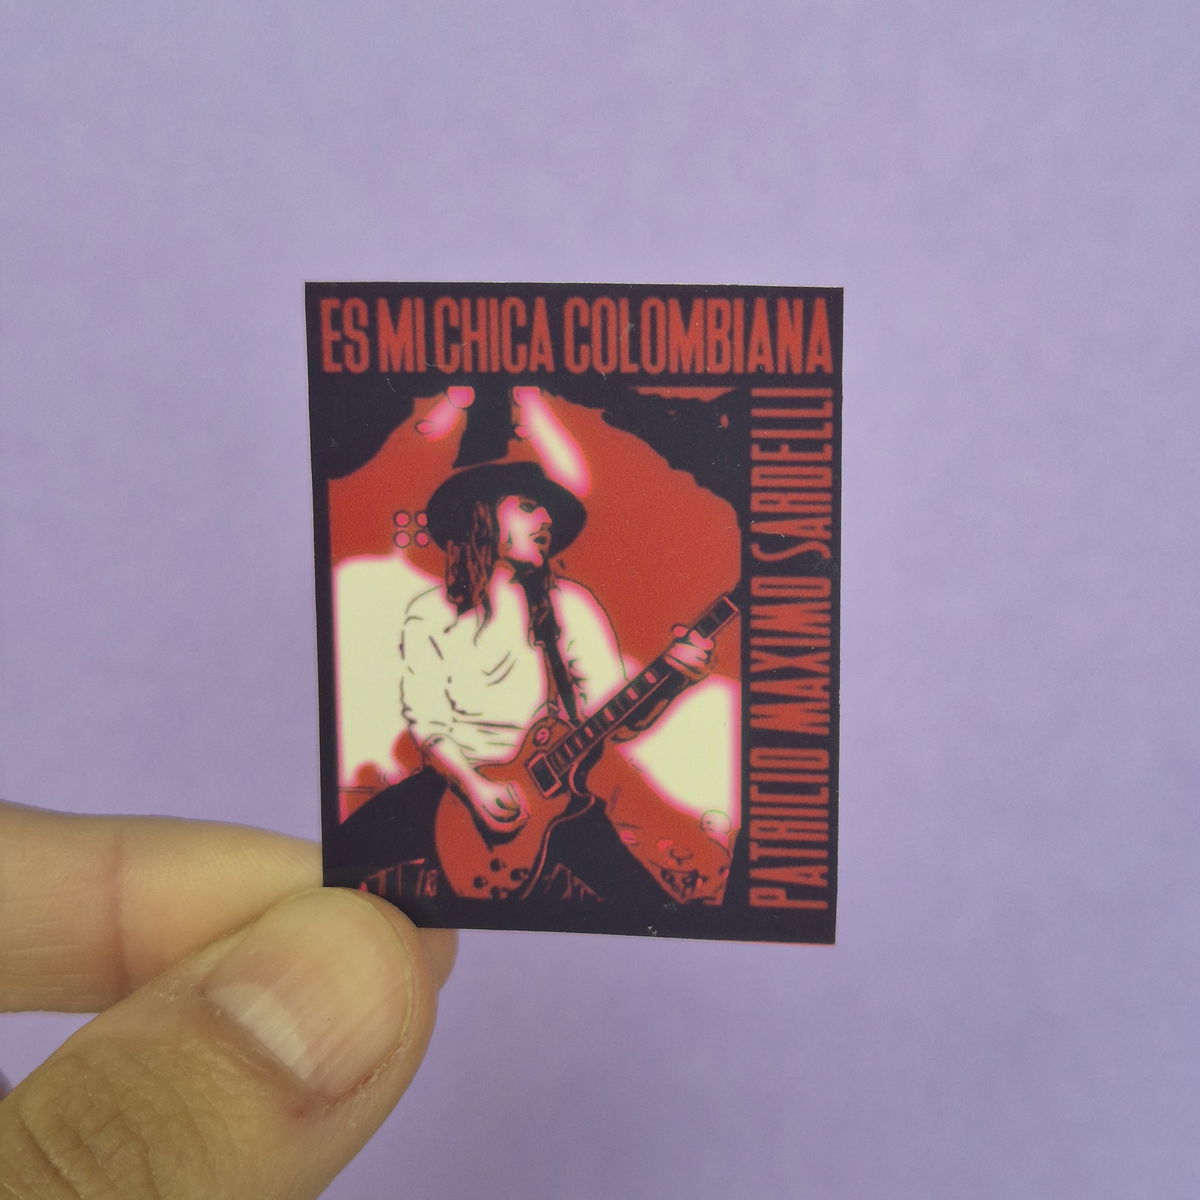 ES MI CHICA COLOMBIANA
PATRICIO MAXIMO SARDELLI